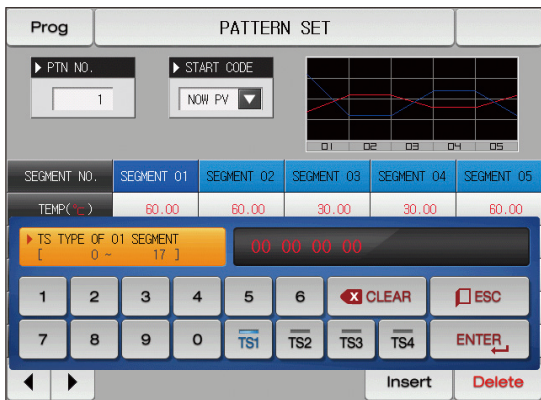 Prog
PATTERN SET
PTN NO.
START CODE
1
NOW PV
01 02 03 04 05
SEGMENT NO. SEGMENT 01 SEGMENT 02 SEGMENT 03 SEGMENT 04 SEGMENT 05
TEMP(℃) 60.00 60.00 30.00 30.00 60.00
TS TYPE OF 01 SEGMENT
[ 0 ~ 17 ]
00 00 00 00
1 2 3 4 5 6 CLEAR ESC
7 8 9 0 TS1 TS2 TS3 TS4 ENTER
Insert Delete